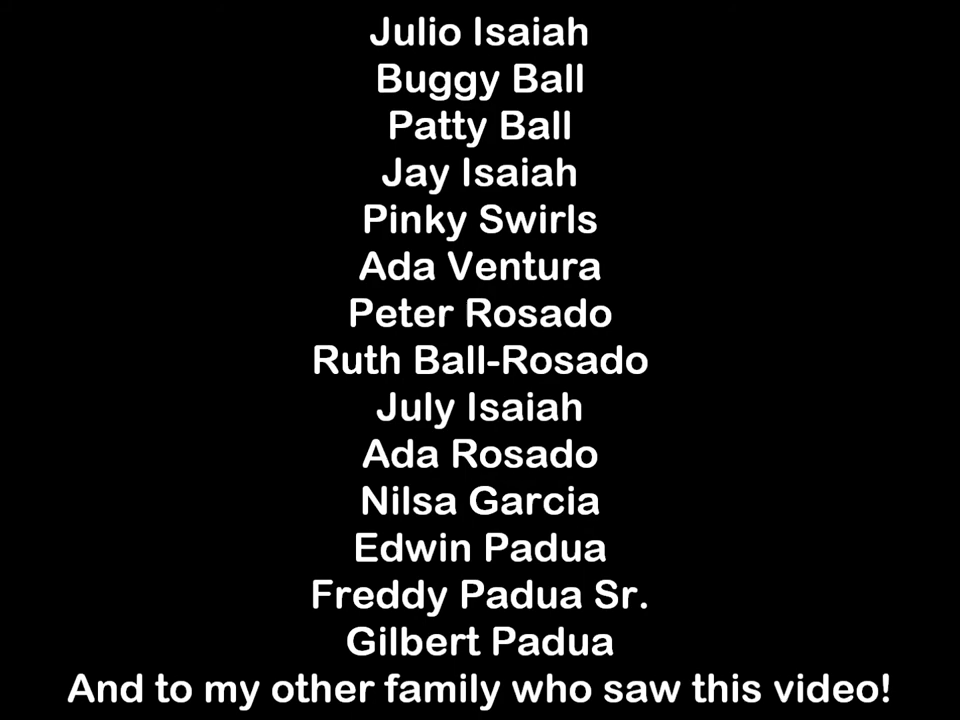 Julio Isaiah
Buggy Ball
Patty Ball
Jay Isaiah
Pinky Swirls
Ada Ventura
Peter Rosado
Ruth Ball-Rosado
July Isaiah
Ada Rosado
Nilsa Garcia
Edwin Padua
Freddy Padua Sr.
Gilbert Padua
And to my other family who saw this video!